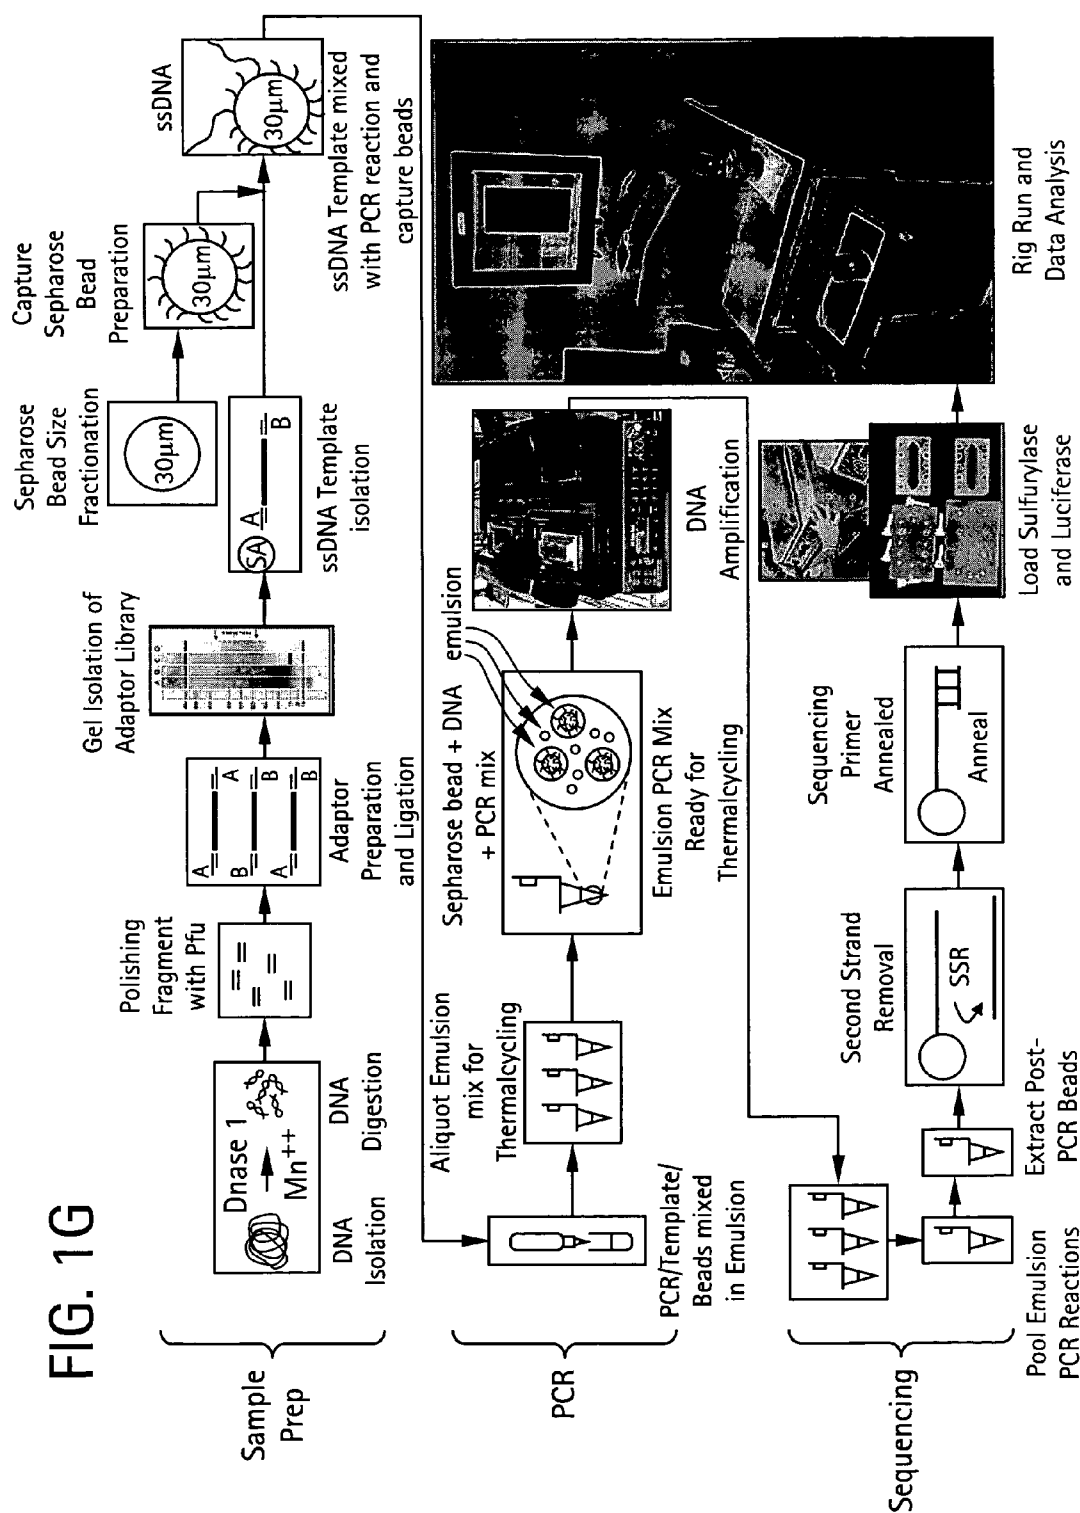 FIG. 1G
Sample
Prep
Dnase 1
Mn++
DNA
Isolation
DNA
Digestion
Polishing
Fragment
with Pfu
A
A
B
B
A
B
Adaptor
Preparation
and Ligation
Gel Isolation of
Adaptor Library
SA
A
B
ssDNA Template
isolation
Sepharose
Bead Size
Fractionation
30µm
Capture
Sepharose
Bead
Preparation
30µm
ssDNA
30µm
ssDNA Template mixed
with PCR reaction and
capture beads
PCR
PCR/Template/
Beads mixed
in Emulsion
Aliquot Emulsion
mix for
Thermalcycling
Sepharose bead + DNA
+ PCR mix
emulsion
Emulsion PCR Mix
Ready for
Thermalcycling
DNA
Amplification
Sequencing
Pool Emulsion
PCR Reactions
Extract Post-
PCR Beads
Second Strand
Removal
SSR
Sequencing
Primer
Annealed
Anneal
Load Sulfurylase
and Luciferase
Rig Run and
Data Analysis